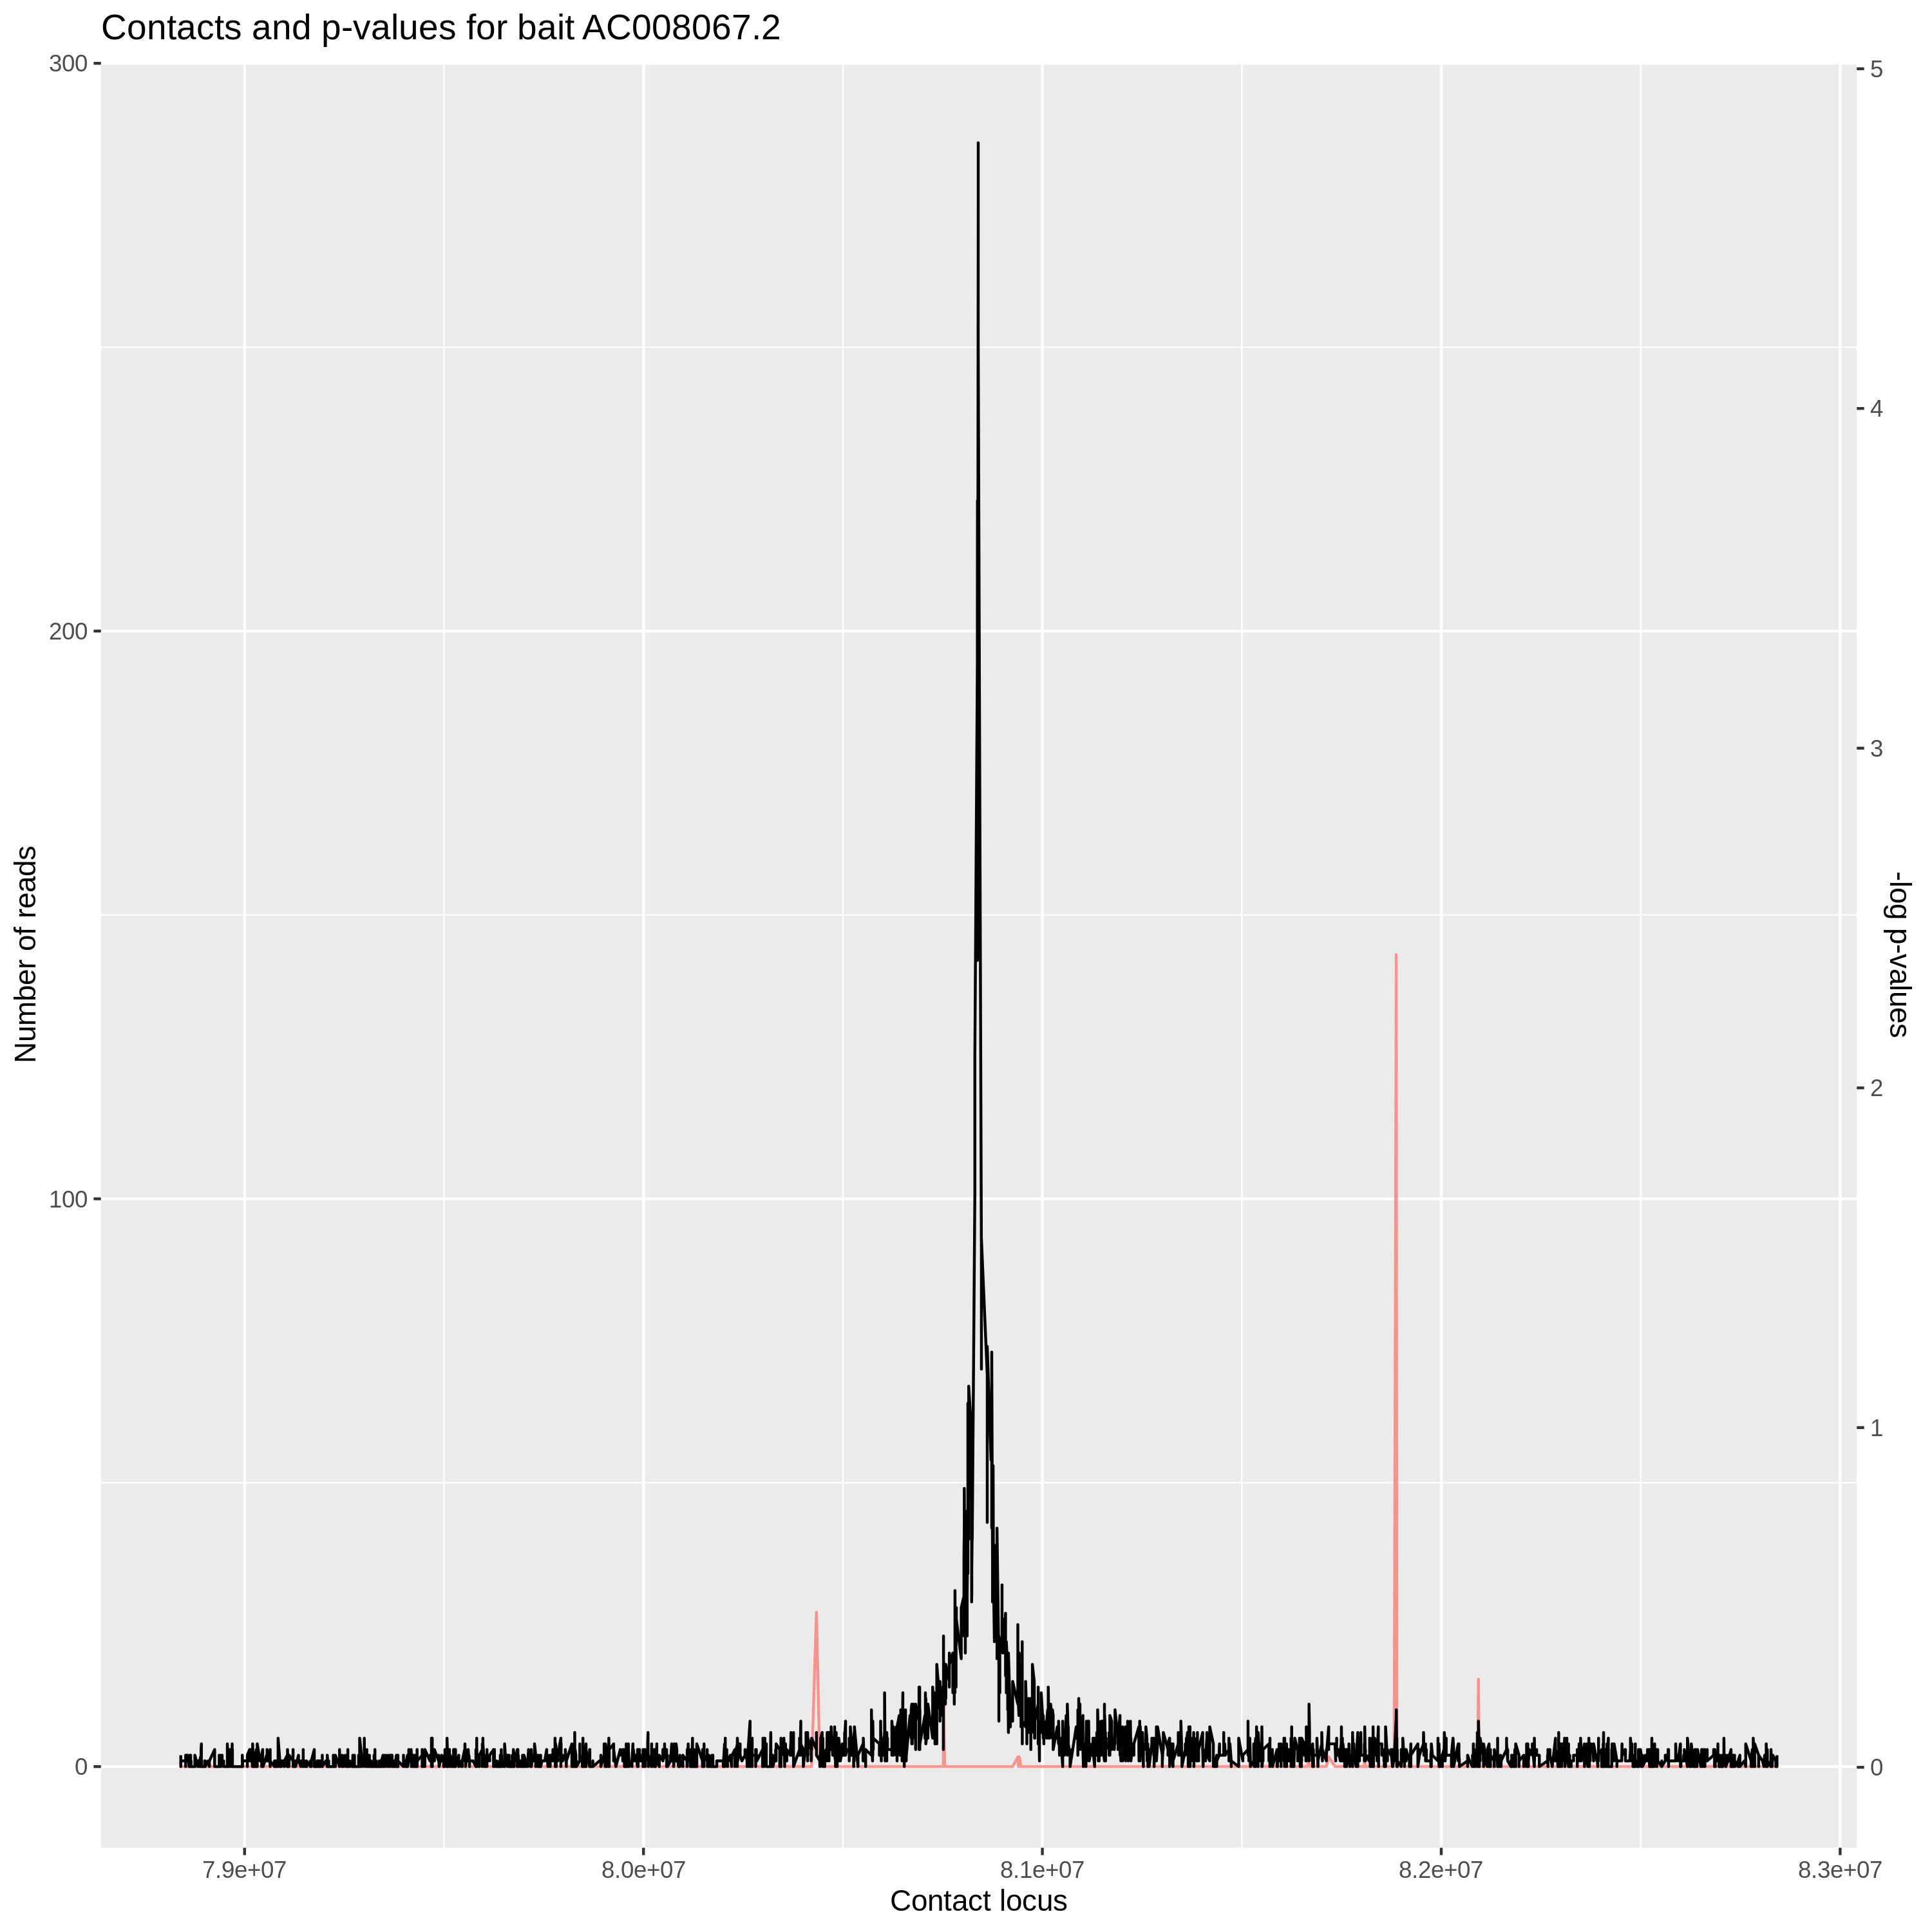 Contacts and p-values for bait AC008067.2
300
200
100
0
Number of reads
5
4
3
2
1
0
-log p-values
7.9e+07
8.0e+07
8.1e+07
8.2e+07
8.3e+07
Contact locus